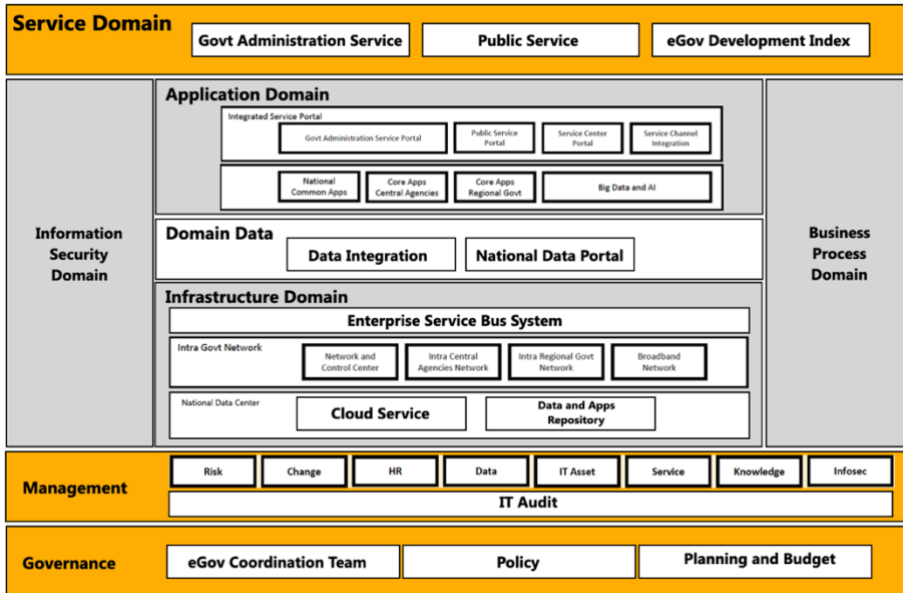 Service Domain
Govt Administration Service
Public Service
eGov Development Index
Information
Security
Domain
Application Domain
Integrated Service Portal
Govt Administration Service Portal
Public Service
Portal
Service Center
Portal
Service Channel
Integration
National
Common Apps
Core Apps
Central Agencies
Core Apps
Regional Govt
Big Data and AI
Domain Data
Data Integration
National Data Portal
Infrastructure Domain
Enterprise Service Bus System
Intra Govt Network
Network and
Control Center
Intra Central
Agencies Network
Intra Regional Govt
Network
Broadband
Network
National Data Center
Cloud Service
Data and Apps
Repository
Business
Process
Domain
Management
Risk
Change
HR
Data
IT Asset
Service
Knowledge
Infosec
IT Audit
Governance
eGov Coordination Team
Policy
Planning and Budget